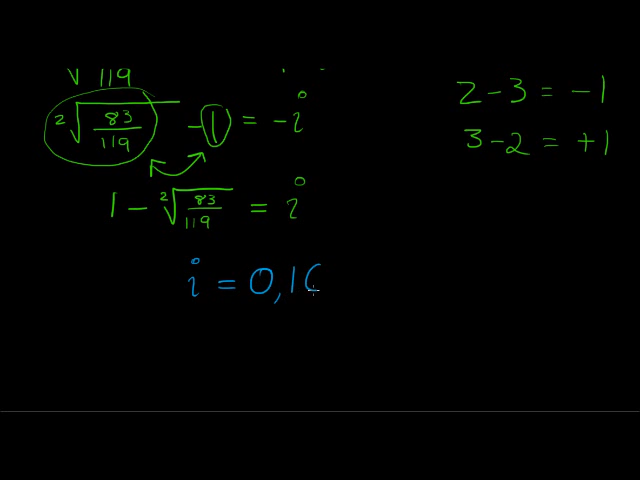 √119
²√(83/119) - 1 = -i
1 - ²√(83/119) = i
i = 0,16
2 - 3 = -1
3 - 2 = +1